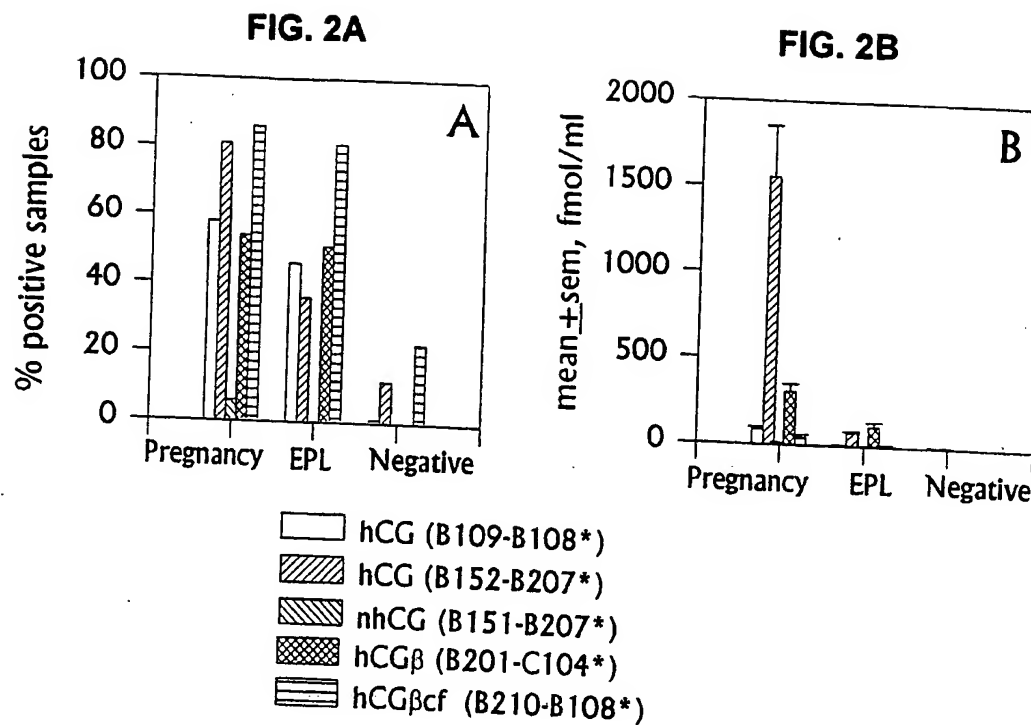 FIG. 2A
100
80
60
40
20
0
% positive samples
A
Pregnancy EPL Negative
FIG. 2B
2000
1500
1000
500
0
mean±sem, fmol/ml
B
Pregnancy EPL Negative
hCG (B109-B108*)
hCG (B152-B207*)
nhCG (B151-B207*)
hCGβ (B201-C104*)
hCGβcf (B210-B108*)